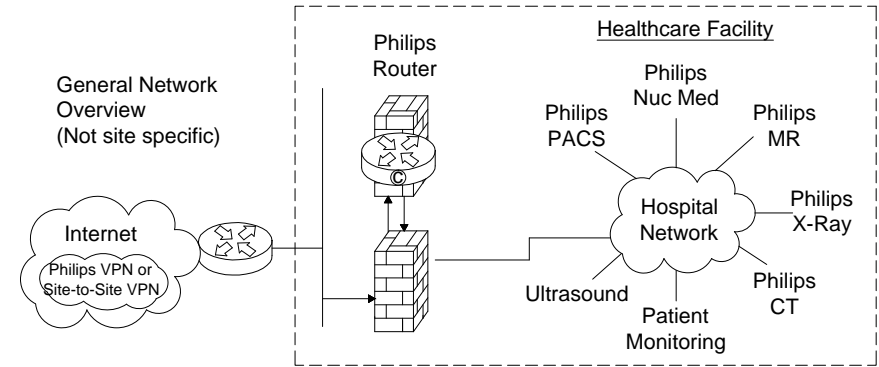 Healthcare Facility
Philips
Router
General Network
Overview
(Not site specific)
Philips
Nuc Med
Philips
PACS
Philips
MR
Internet
Philips VPN or
Site-to-Site VPN
C
Hospital
Network
Philips
X-Ray
Ultrasound
Patient
Monitoring
Philips
CT